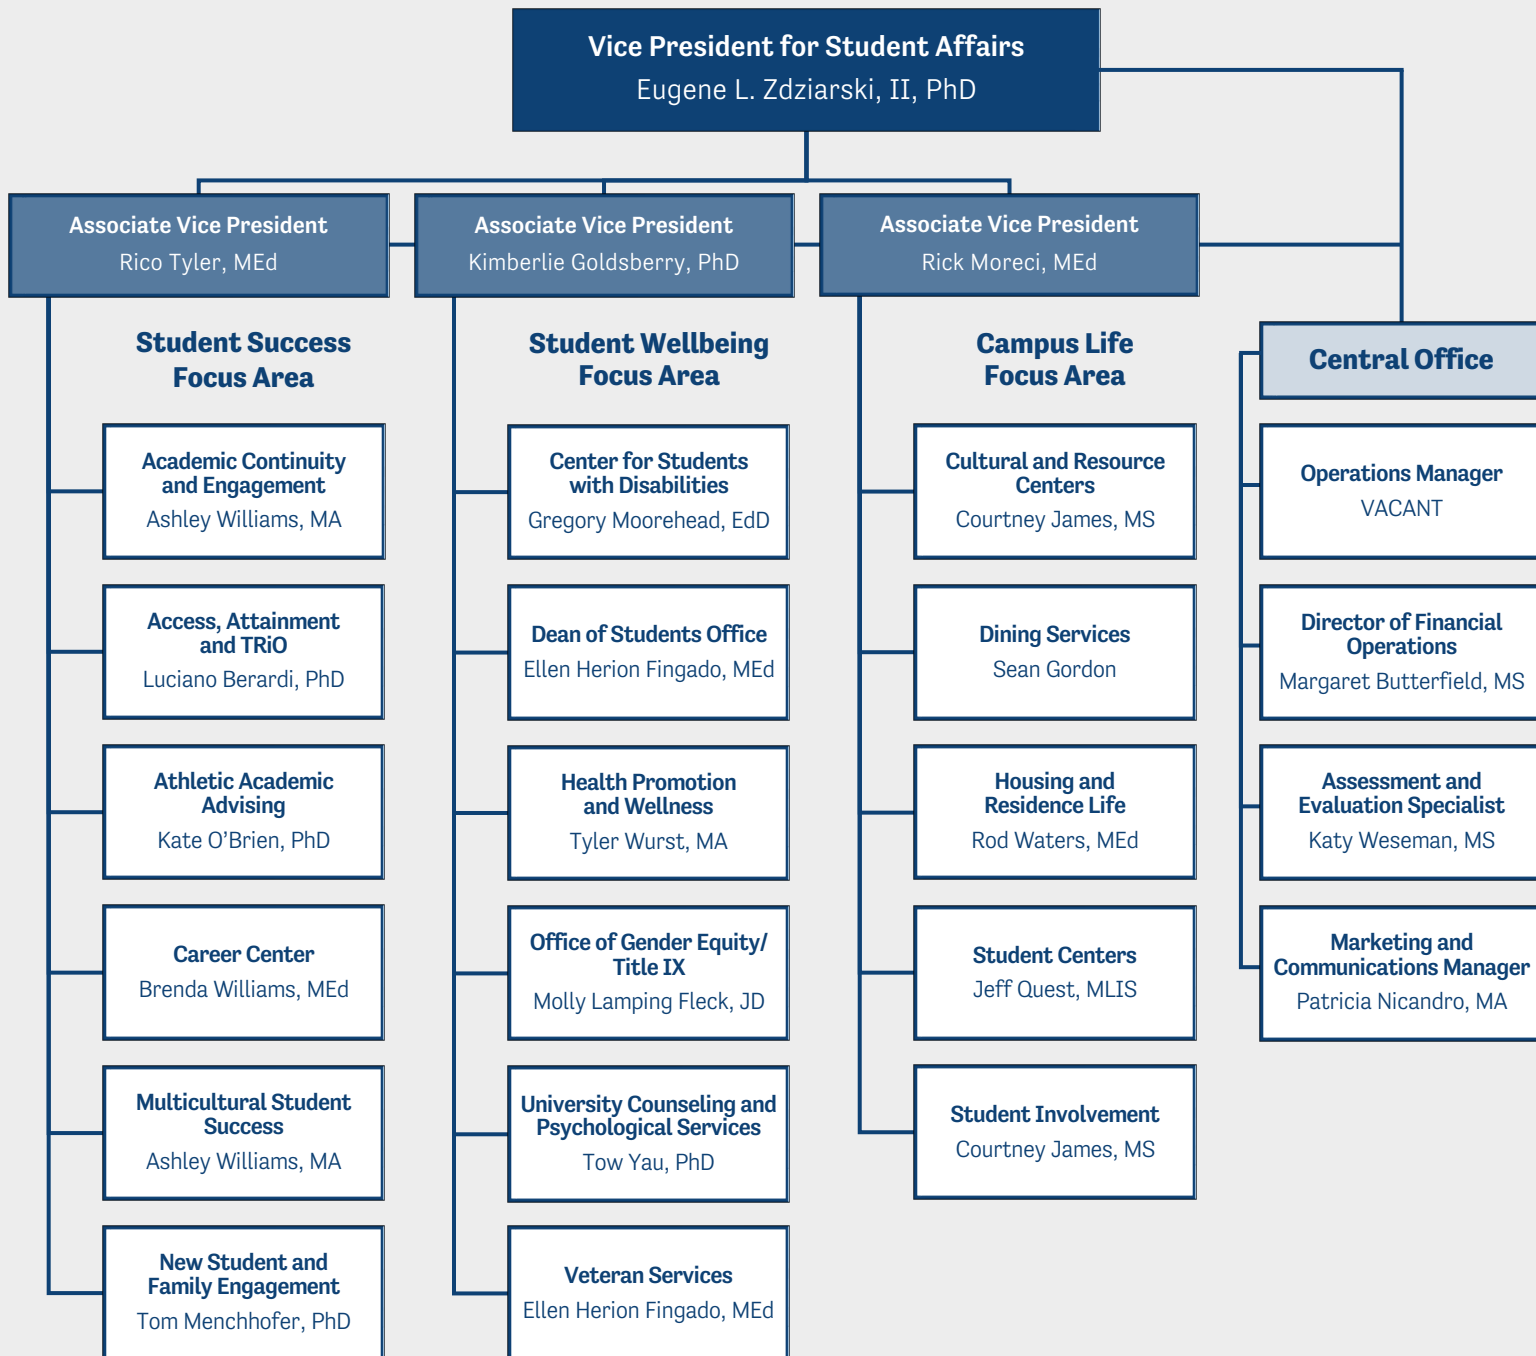 Vice President for Student Affairs
Eugene L. Zdziarski, II, PhD
Associate Vice President
Rico Tyler, MEd
Associate Vice President
Kimberlie Goldsberry, PhD
Associate Vice President
Rick Moreci, MEd
Student Success
Focus Area
Academic Continuity
and Engagement
Ashley Williams, MA
Access, Attainment
and TRiO
Luciano Berardi, PhD
Athletic Academic
Advising
Kate O’Brien, PhD
Career Center
Brenda Williams, MEd
Multicultural Student
Success
Ashley Williams, MA
New Student and
Family Engagement
Tom Menchhofer, PhD
Student Wellbeing
Focus Area
Center for Students
with Disabilities
Gregory Moorehead, EdD
Dean of Students Office
Ellen Herion Fingado, MEd
Health Promotion
and Wellness
Tyler Wurst, MA
Office of Gender Equity/
Title IX
Molly Lamping Fleck, JD
University Counseling and
Psychological Services
Tow Yau, PhD
Veteran Services
Ellen Herion Fingado, MEd
Campus Life
Focus Area
Cultural and Resource
Centers
Courtney James, MS
Dining Services
Sean Gordon
Housing and
Residence Life
Rod Waters, MEd
Student Centers
Jeff Quest, MLIS
Student Involvement
Courtney James, MS
Central Office
Operations Manager
VACANT
Director of Financial
Operations
Margaret Butterfield, MS
Assessment and
Evaluation Specialist
Katy Weseman, MS
Marketing and
Communications Manager
Patricia Nicandro, MA